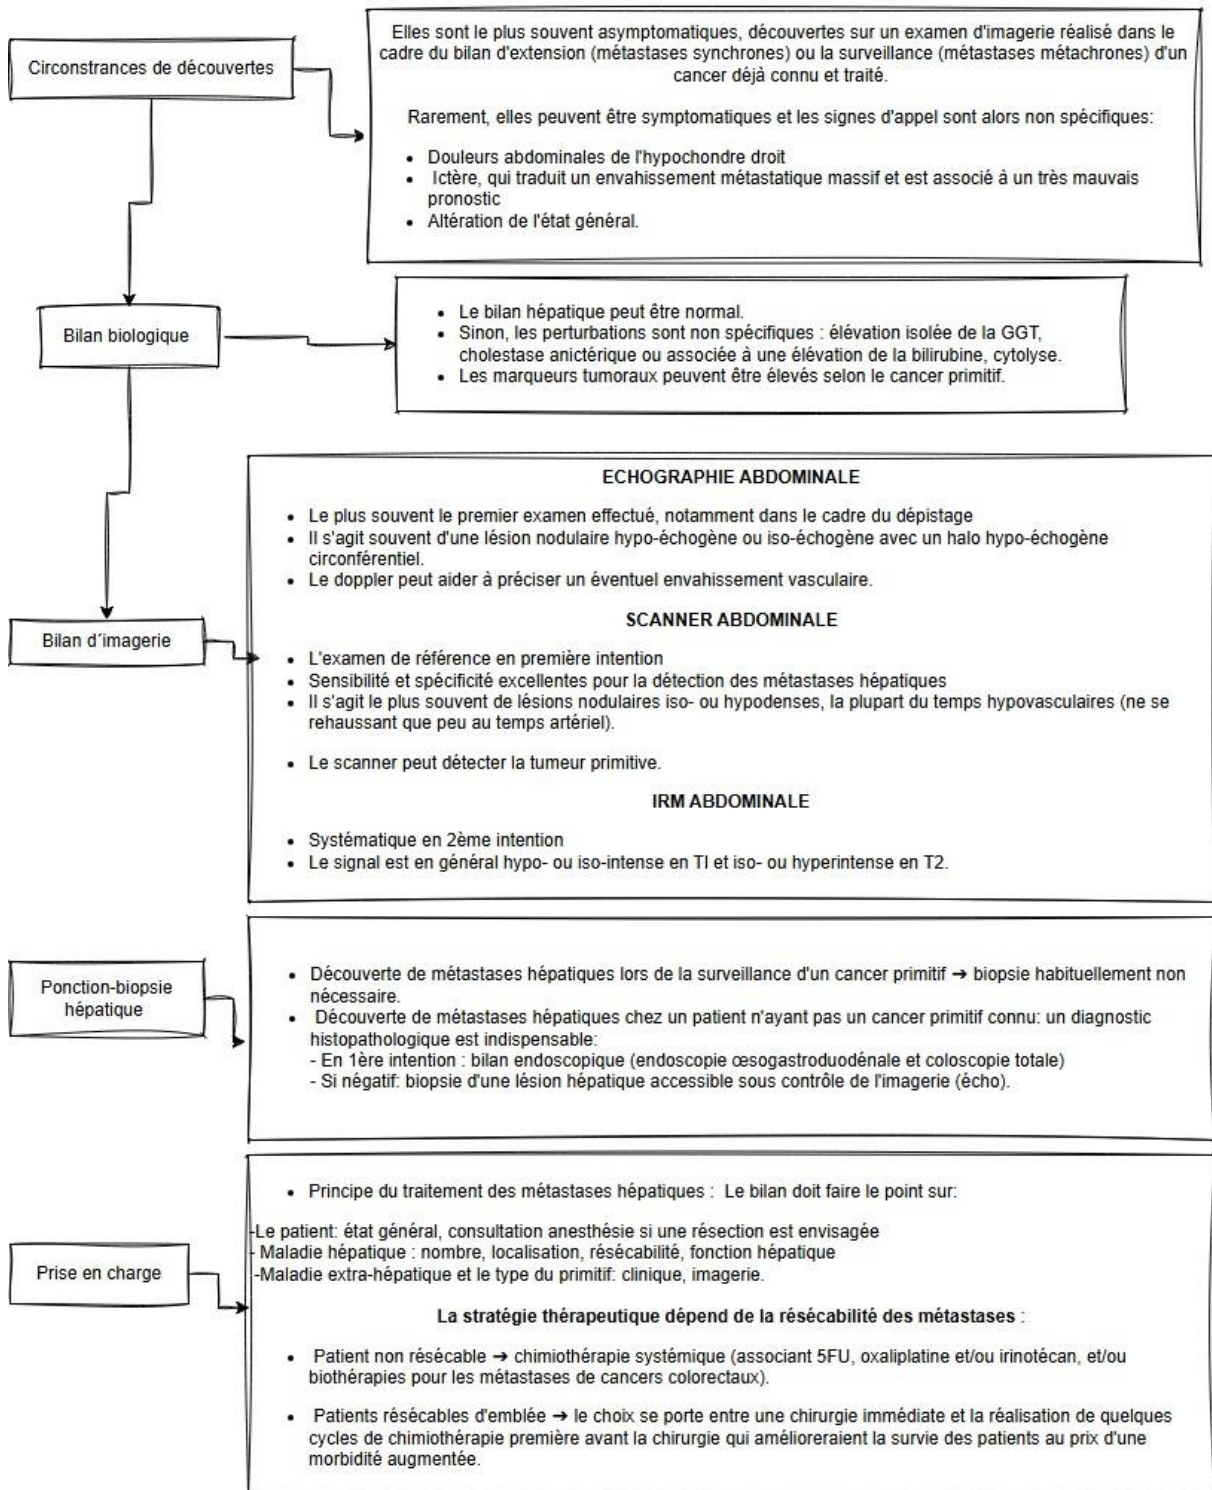 Circonstrances de découvertes
Elles sont le plus souvent asymptomatiques, découvertes sur un examen d'imagerie réalisé dans le
cadre du bilan d'extension (métastases synchrones) ou la surveillance (métastases métachrones) d'un
cancer déjà connu et traité.
Rarement, elles peuvent être symptomatiques et les signes d'appel sont alors non spécifiques:
• Douleurs abdominales de l'hypochondre droit
• Ictère, qui traduit un envahissement métastatique massif et est associé à un très mauvais
pronostic
• Altération de l'état général.
Bilan biologique
• Le bilan hépatique peut être normal.
• Sinon, les perturbations sont non spécifiques : élévation isolée de la GGT,
cholestase anictérique ou associée à une élévation de la bilirubine, cytolyse.
• Les marqueurs tumoraux peuvent être élevés selon le cancer primitif.
Bilan d´imagerie
ECHOGRAPHIE ABDOMINALE
• Le plus souvent le premier examen effectué, notamment dans le cadre du dépistage
• Il s'agit souvent d'une lésion nodulaire hypo-échogène ou iso-échogène avec un halo hypo-échogène
circonférentiel.
• Le doppler peut aider à préciser un éventuel envahissement vasculaire.
SCANNER ABDOMINALE
• L'examen de référence en première intention
• Sensibilité et spécificité excellentes pour la détection des métastases hépatiques
• Il s'agit le plus souvent de lésions nodulaires iso- ou hypodenses, la plupart du temps hypovasculaires (ne se
rehaussant que peu au temps artériel).
• Le scanner peut détecter la tumeur primitive.
IRM ABDOMINALE
• Systématique en 2ème intention
• Le signal est en général hypo- ou iso-intense en TI et iso- ou hyperintense en T2.
Ponction-biopsie
hépatique
• Découverte de métastases hépatiques lors de la surveillance d'un cancer primitif ➔ biopsie habituellement non
nécessaire.
• Découverte de métastases hépatiques chez un patient n'ayant pas un cancer primitif connu: un diagnostic
histopathologique est indispensable:
- En 1ère intention : bilan endoscopique (endoscopie œsogastroduodénale et coloscopie totale)
- Si négatif: biopsie d'une lésion hépatique accessible sous contrôle de l'imagerie (écho).
Prise en charge
• Principe du traitement des métastases hépatiques : Le bilan doit faire le point sur:
-Le patient: état général, consultation anesthésie si une résection est envisagée
- Maladie hépatique : nombre, localisation, résécabilité, fonction hépatique
-Maladie extra-hépatique et le type du primitif: clinique, imagerie.
La stratégie thérapeutique dépend de la résécabilité des métastases :
• Patient non résécable ➔ chimiothérapie systémique (associant 5FU, oxaliplatine et/ou irinotécan, et/ou
biothérapies pour les métastases de cancers colorectaux).
• Patients résécables d'emblée ➔ le choix se porte entre une chirurgie immédiate et la réalisation de quelques
cycles de chimiothérapie première avant la chirurgie qui amélioreraient la survie des patients au prix d'une
morbidité augmentée.